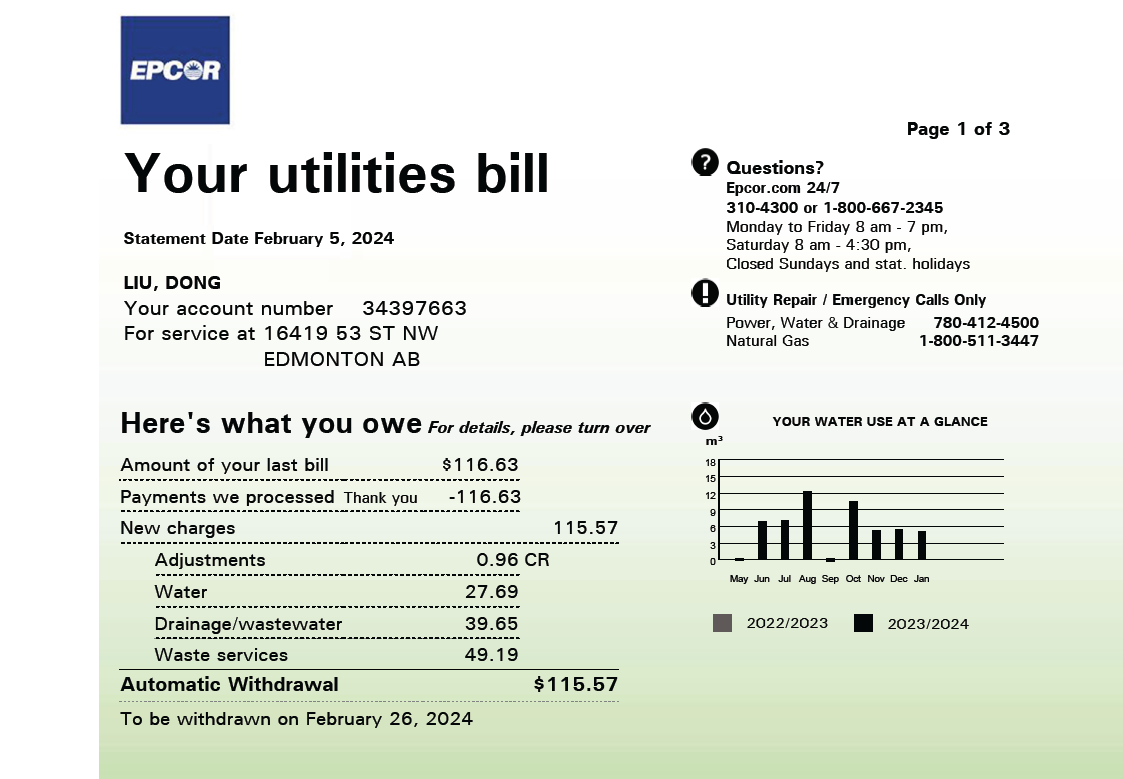 EPCOR
Page 1 of 3
Your utilities bill
Statement Date February 5, 2024
LIU, DONG
Your account number 34397663
For service at 16419 53 ST NW
EDMONTON AB
? Questions?
Epcor.com 24/7
310-4300 or 1-800-667-2345
Monday to Friday 8 am - 7 pm,
Saturday 8 am - 4:30 pm,
Closed Sundays and stat. holidays
! Utility Repair / Emergency Calls Only
Power, Water & Drainage 780-412-4500
Natural Gas 1-800-511-3447
Here's what you owe For details, please turn over
Amount of your last bill $116.63
Payments we processed Thank you -116.63
New charges 115.57
Adjustments 0.96 CR
Water 27.69
Drainage/wastewater 39.65
Waste services 49.19
Automatic Withdrawal $115.57
To be withdrawn on February 26, 2024
YOUR WATER USE AT A GLANCE
m³
18
15
12
9
6
3
0
May Jun Jul Aug Sep Oct Nov Dec Jan
2022/2023 2023/2024